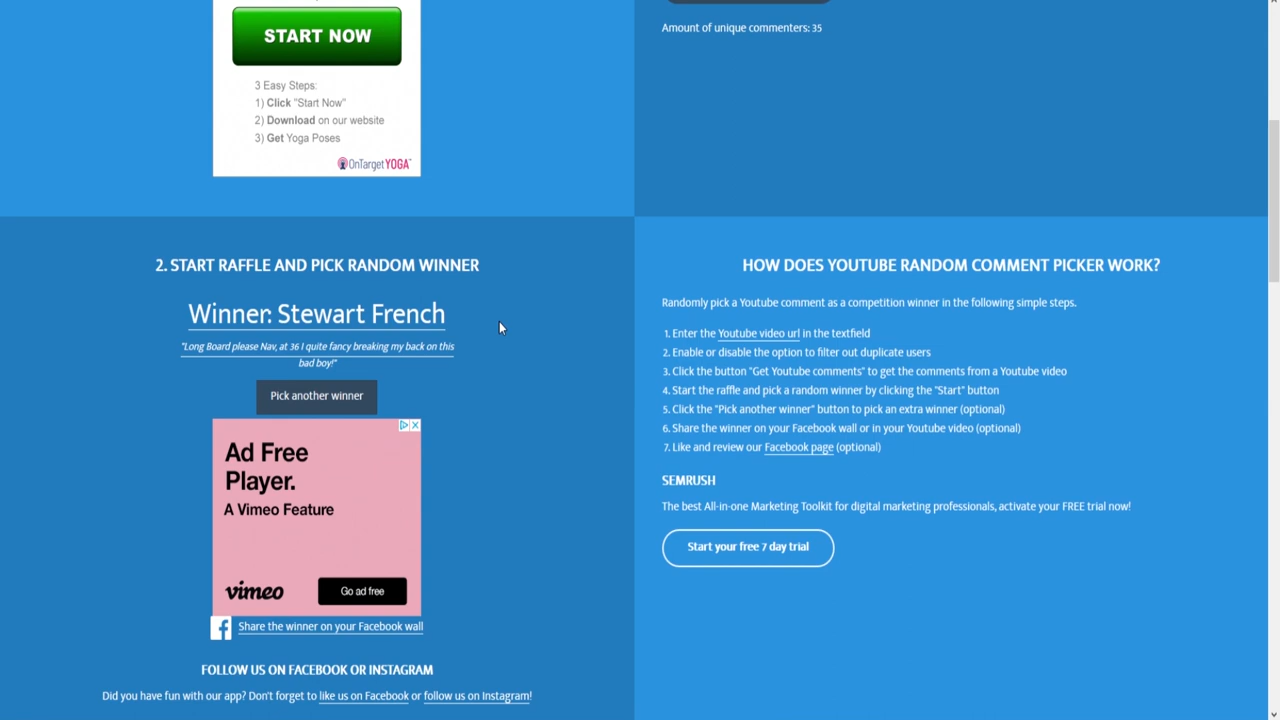 START NOW
3 Easy Steps:
1) Click "Start Now"
2) Download on our website
3) Get Yoga Poses
OnTargetYOGA
Amount of unique commenters: 35
2. START RAFFLE AND PICK RANDOM WINNER
Winner: Stewart French
"Long Board please Nav, at 36 I quite fancy breaking my back on this
bad boy!"
Pick another winner
Ad Free
Player.
A Vimeo Feature
vimeo
Go ad free
Share the winner on your Facebook wall
FOLLOW US ON FACEBOOK OR INSTAGRAM
Did you have fun with our app? Don't forget to like us on Facebook or follow us on Instagram!
HOW DOES YOUTUBE RANDOM COMMENT PICKER WORK?
Randomly pick a Youtube comment as a competition winner in the following simple steps.
1. Enter the Youtube video url in the textfield
2. Enable or disable the option to filter out duplicate users
3. Click the button "Get Youtube comments" to get the comments from a Youtube video
4. Start the raffle and pick a random winner by clicking the "Start" button
5. Click the "Pick another winner" button to pick an extra winner (optional)
6. Share the winner on your Facebook wall or in your Youtube video (optional)
7. Like and review our Facebook page (optional)
SEMRUSH
The best All-in-one Marketing Toolkit for digital marketing professionals, activate your FREE trial now!
Start your free 7 day trial